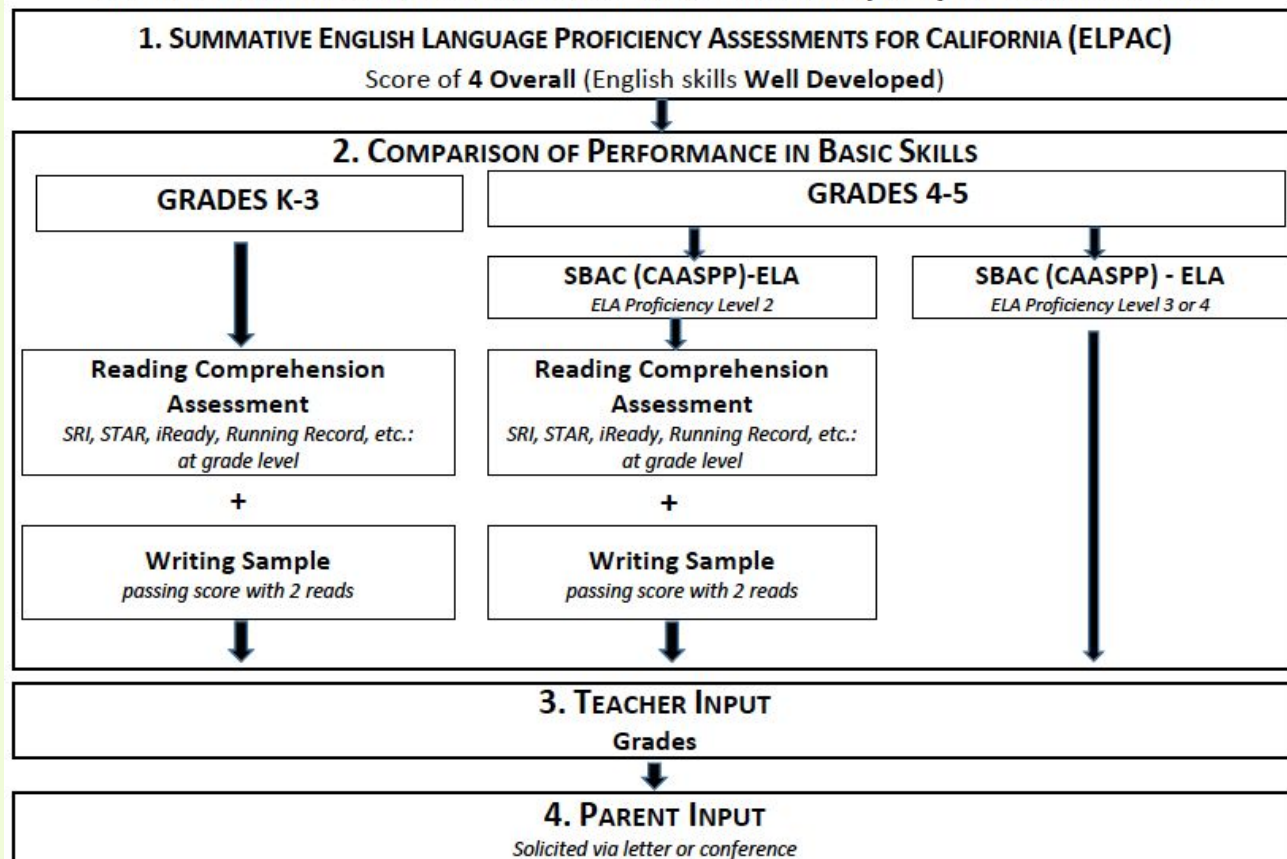 1. SUMMATIVE ENGLISH LANGUAGE PROFICIENCY ASSESSMENTS FOR CALIFORNIA (ELPAC)
Score of 4 Overall (English skills Well Developed)
2. COMPARISON OF PERFORMANCE IN BASIC SKILLS
GRADES K-3
GRADES 4-5
SBAC (CAASPP)-ELA
ELA Proficiency Level 2
SBAC (CAASPP) - ELA
ELA Proficiency Level 3 or 4
Reading Comprehension
Assessment
SRI, STAR, iReady, Running Record, etc.:
at grade level
+
Writing Sample
passing score with 2 reads
Reading Comprehension
Assessment
SRI, STAR, iReady, Running Record, etc.:
at grade level
+
Writing Sample
passing score with 2 reads
3. TEACHER INPUT
Grades
4. PARENT INPUT
Solicited via letter or conference